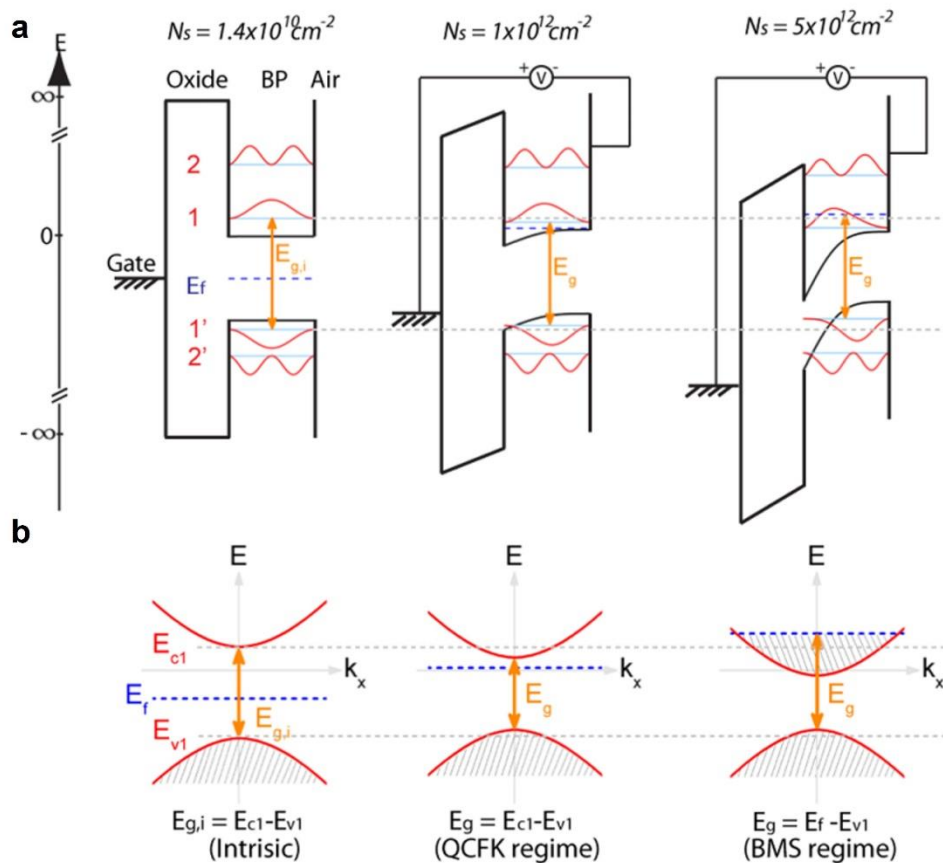 a
Ns = 1.4x10¹⁰cm⁻²
Ns = 1x10¹²cm⁻²
Ns = 5x10¹²cm⁻²
E
Oxide BP Air
+ V -
+ V -
∞
2
1
0
Eg,i
Eg
Eg
Gate
Ef
1'
2'
-∞
b
E
E
E
Ec1
kx
kx
kx
Ef
Eg,i
Eg
Eg
Ev1
Eg,i = Ec1-Ev1
Eg = Ec1-Ev1
Eg = Ef -Ev1
(Intrisic)
(QCFK regime)
(BMS regime)